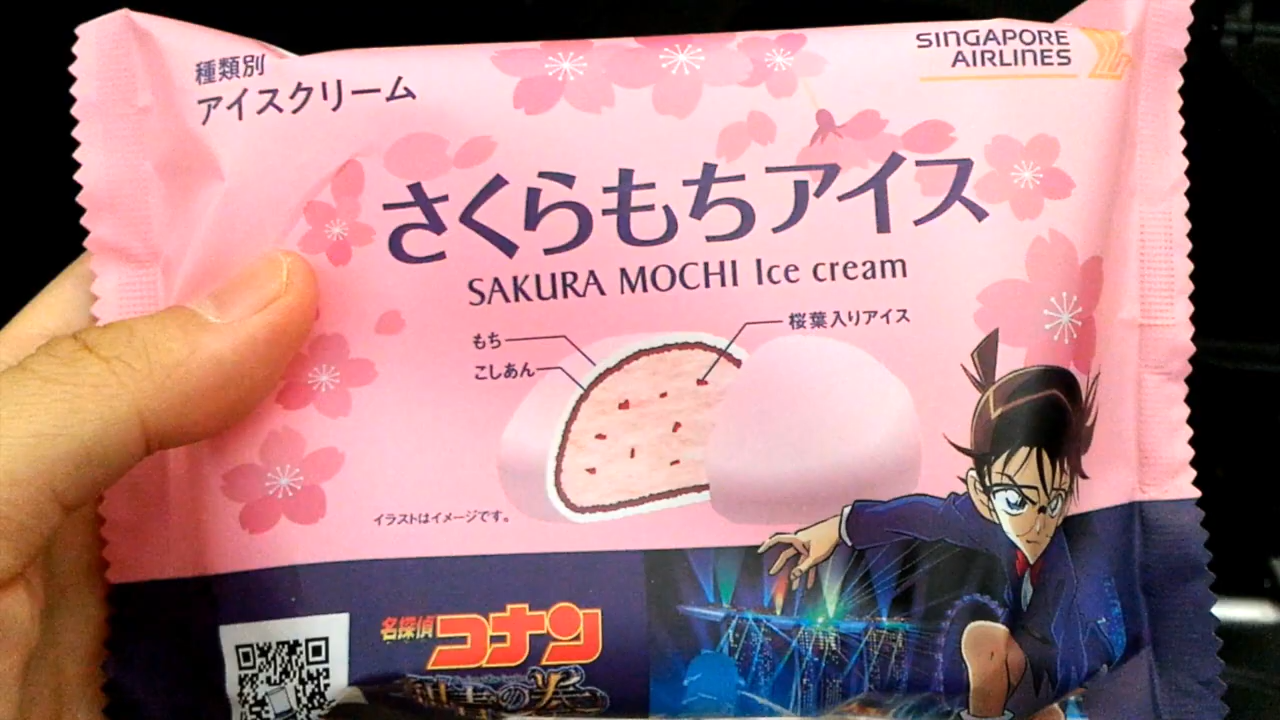 種類別
アイスクリーム
SINGAPORE
AIRLINES
さくらもちアイス
SAKURA MOCHI Ice cream
もち
こしあん
桜葉入りアイス
イラストはイメージです。
名探偵
コナン
の拳